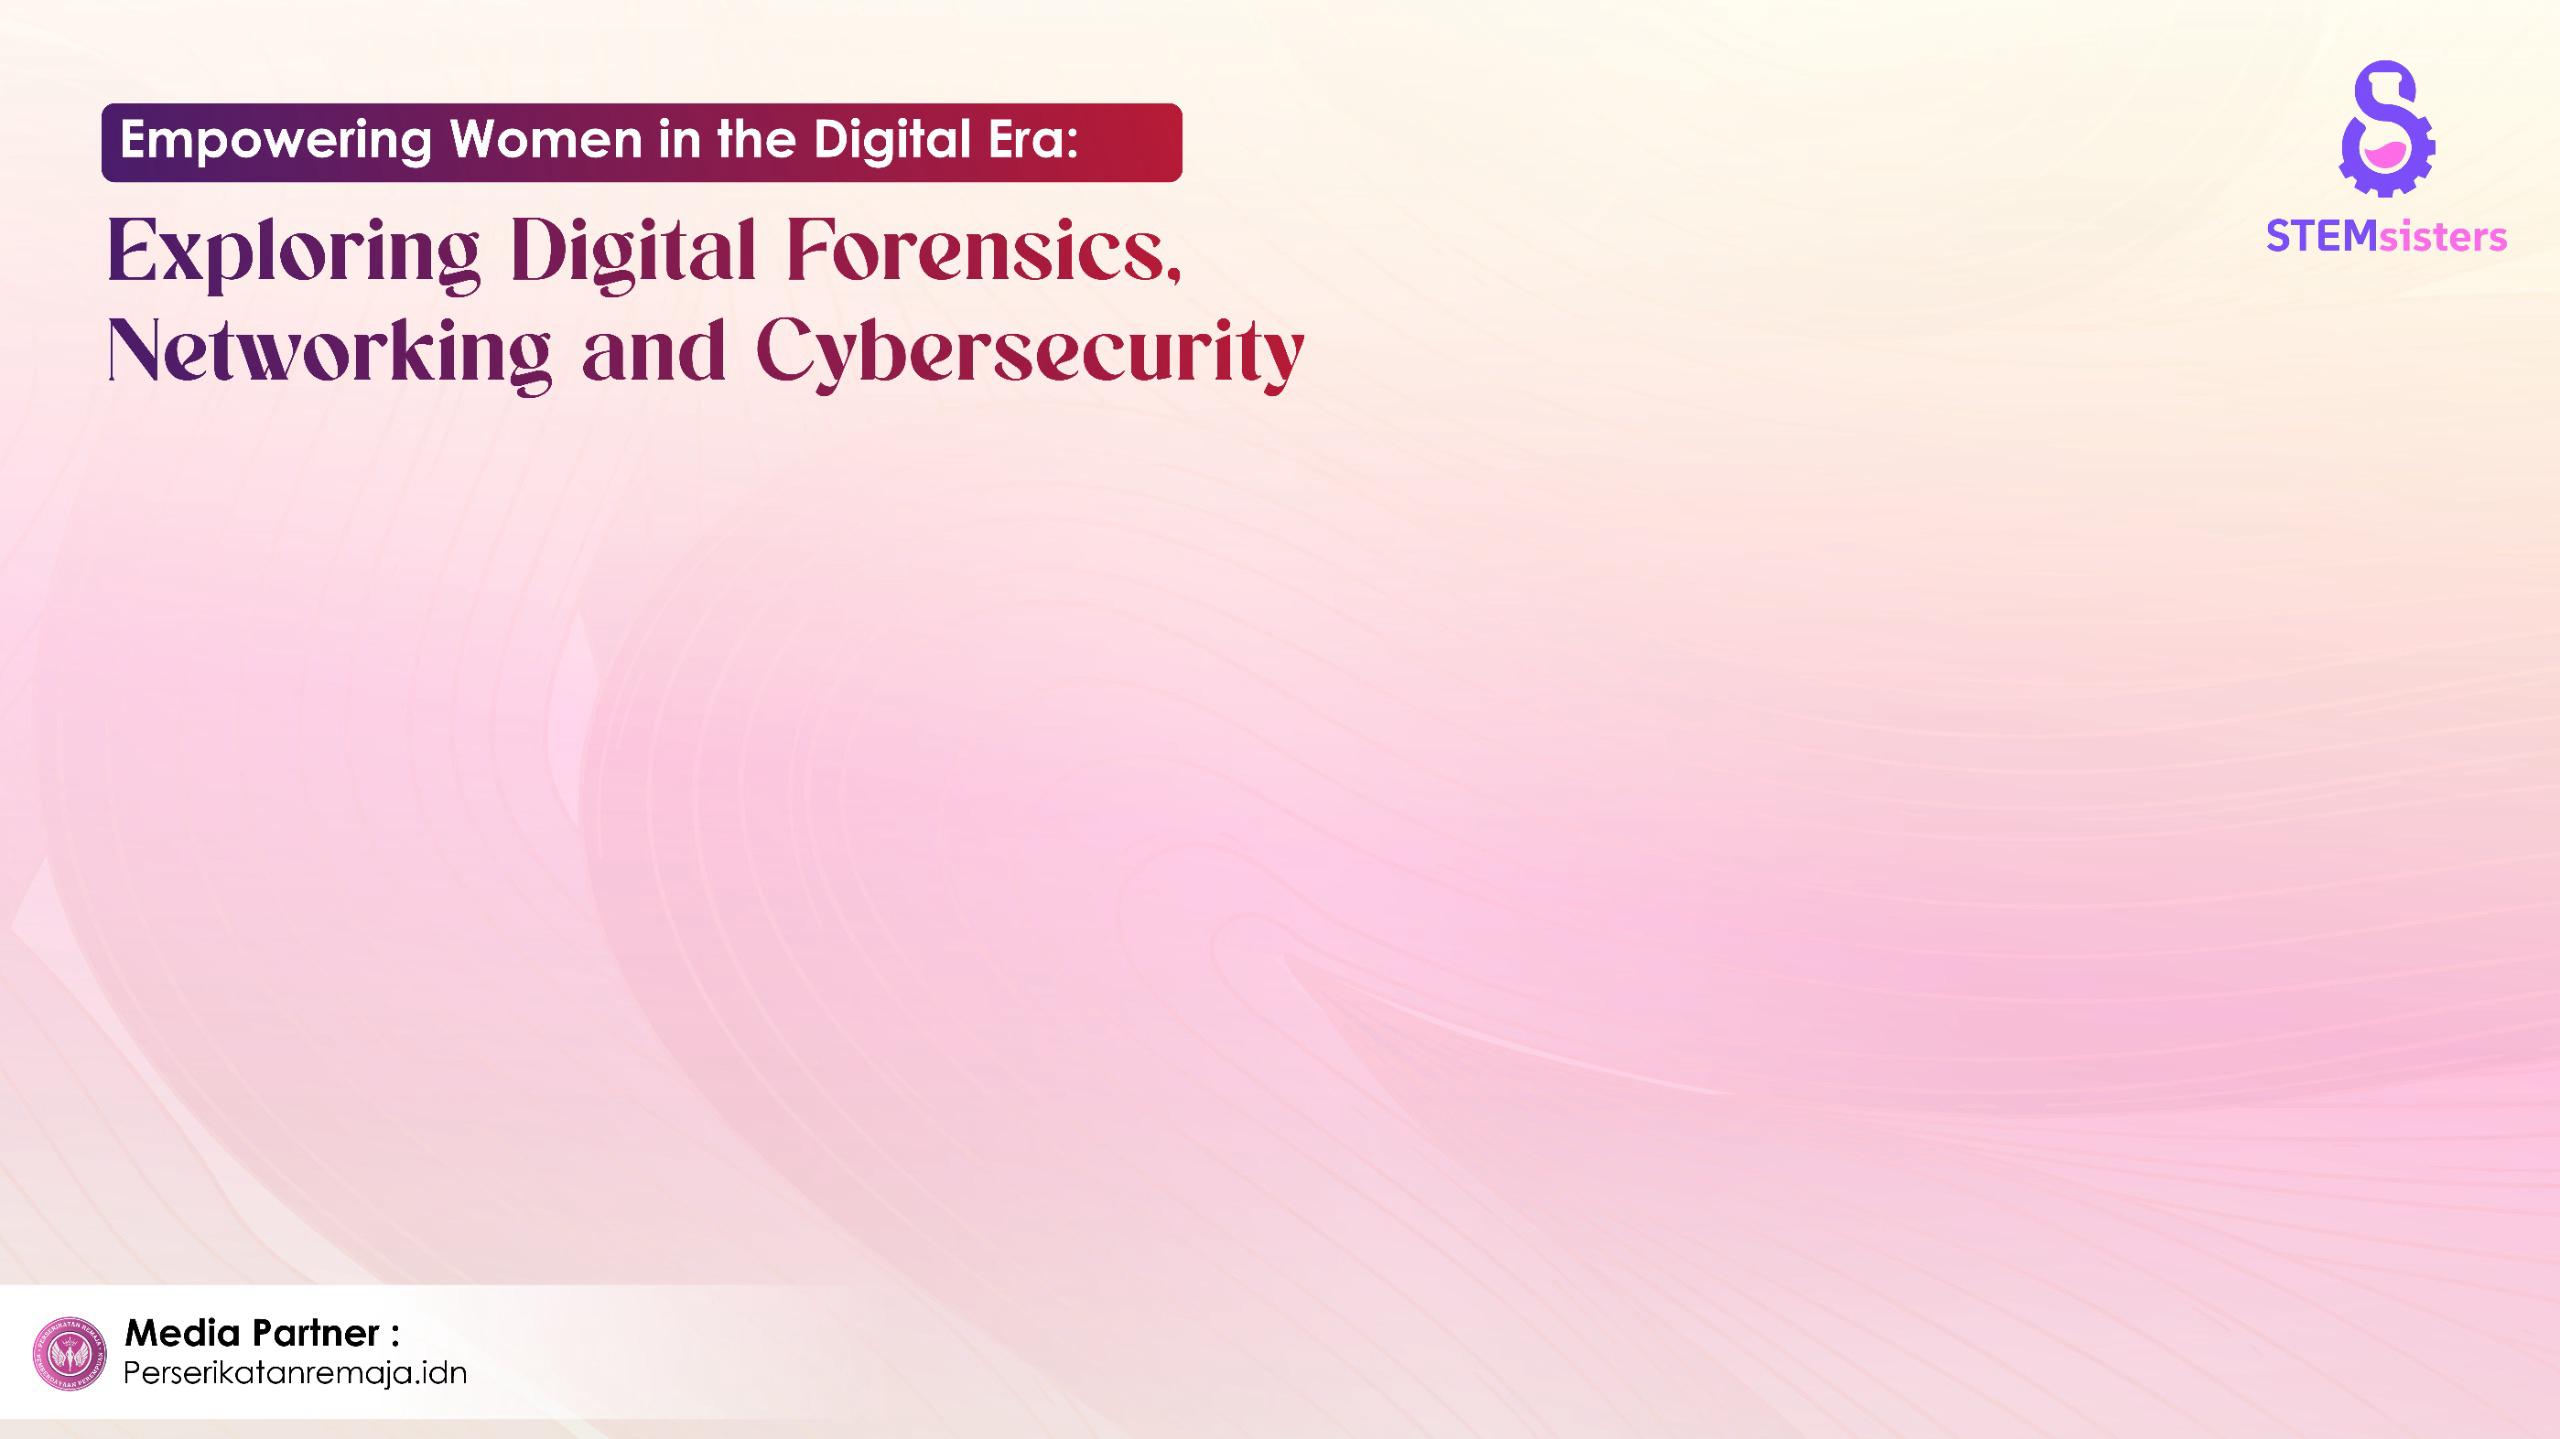 Empowering Women in the Digital Era:
Exploring Digital Forensics,
Networking and Cybersecurity
STEMsisters
Media Partner :
Perserikatanremaja.idn